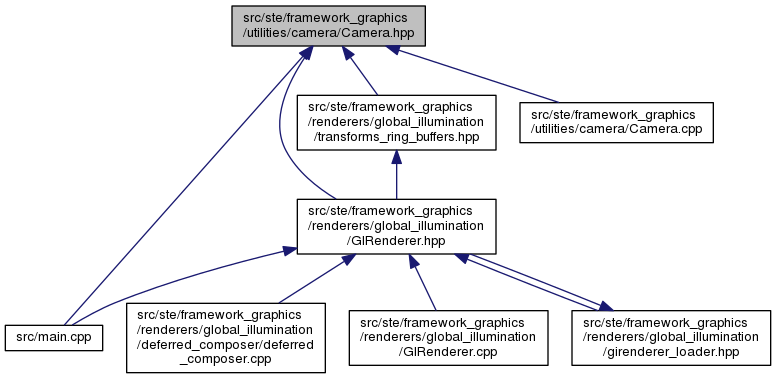 src/ste/framework_graphics
/utilities/camera/Camera.hpp
src/ste/framework_graphics
/renderers/global_illumination
/transforms_ring_buffers.hpp
src/ste/framework_graphics
/utilities/camera/Camera.cpp
src/ste/framework_graphics
/renderers/global_illumination
/GIRenderer.hpp
src/main.cpp
src/ste/framework_graphics
/renderers/global_illumination
/deferred_composer/deferred
_composer.cpp
src/ste/framework_graphics
/renderers/global_illumination
/GIRenderer.cpp
src/ste/framework_graphics
/renderers/global_illumination
/girenderer_loader.hpp